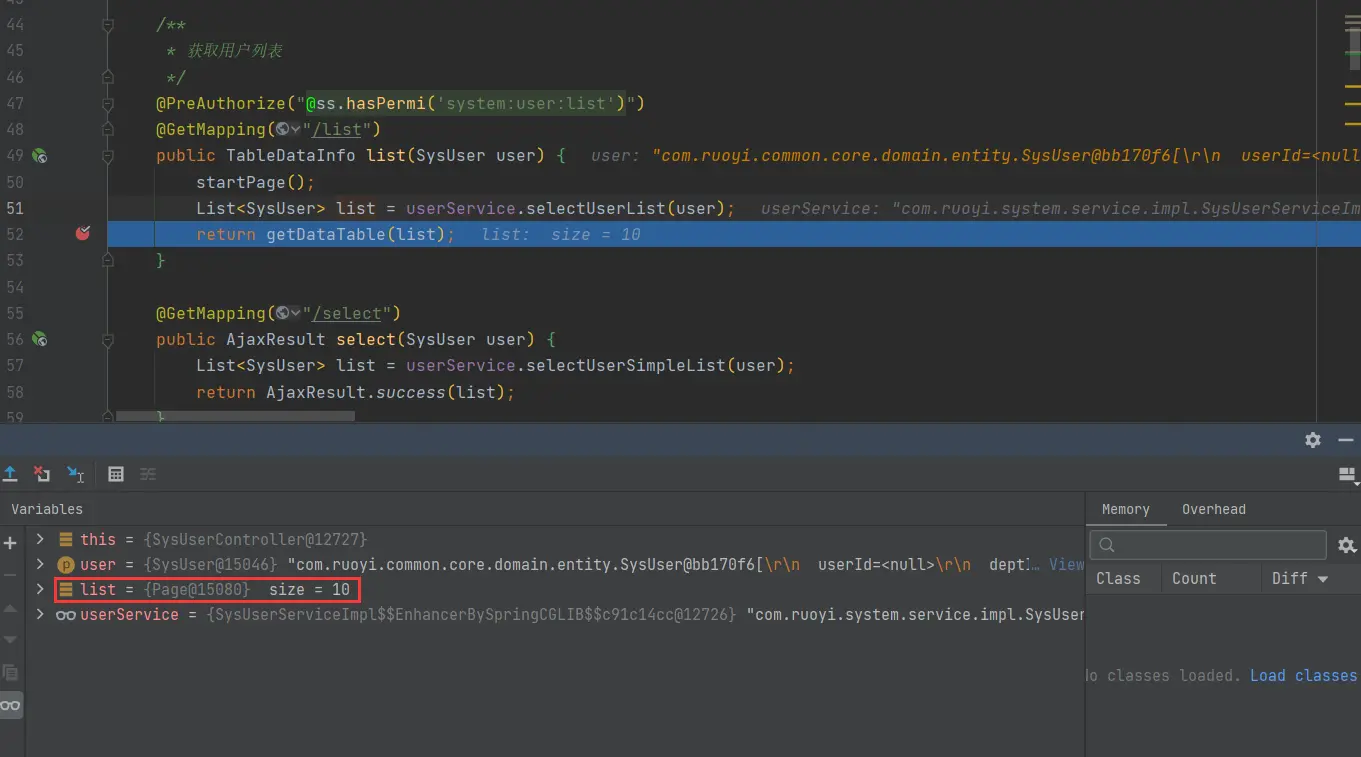 44 /**
45 * 获取用户列表
46 */
47 @PreAuthorize("@ss.hasPermi('system:user:list')")
48 @GetMapping("/list")
49 public TableDataInfo list(SysUser user) { user: "com.ruoyi.common.core.domain.entity.SysUser@bb170f6[\r\n userId=<null
50 startPage();
51 List<SysUser> list = userService.selectUserList(user); userService: "com.ruoyi.system.service.impl.SysUserServiceIm
52 return getDataTable(list); list: size = 10
53 }
54
55 @GetMapping("/select")
56 public AjaxResult select(SysUser user) {
57 List<SysUser> list = userService.selectUserSimpleList(user);
58 return AjaxResult.success(list);
59 }
Variables
Memory Overhead
this = {SysUserController@12727}
p user = {SysUser@15046} "com.ruoyi.common.core.domain.entity.SysUser@bb170f6[\r\n userId=<null>\r\n deptI… View
list = {Page@15080} size = 10
userService = {SysUserServiceImpl$$EnhancerBySpringCGLIB$$c91c14cc@12726} "com.ruoyi.system.service.impl.SysUser
Class Count Diff
No classes loaded. Load classes